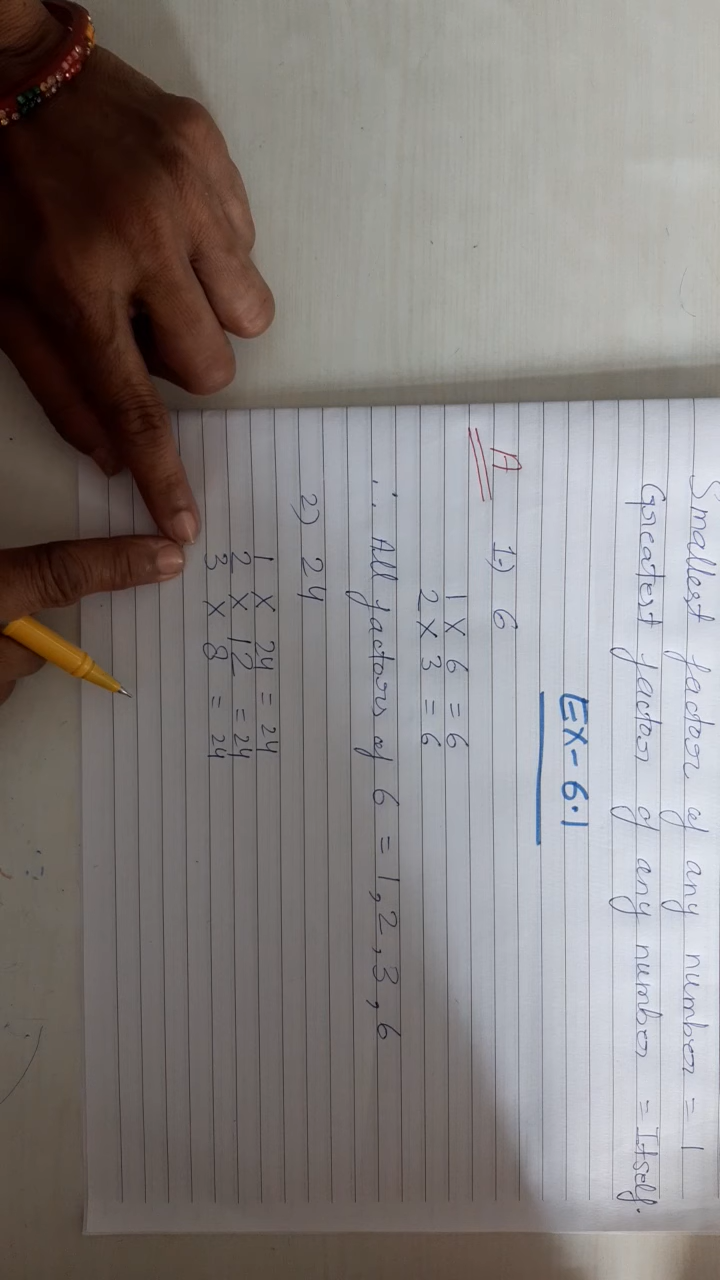 Smallest factor of any number = 1
Greatest factor of any number = Itself.
EX-6.1
A 1) 6
1 X 6 = 6
2 X 3 = 6
∴ All factors of 6 = 1, 2, 3, 6
2) 24
1 X 24 = 24
2 X 12 = 24
3 X 8 = 24